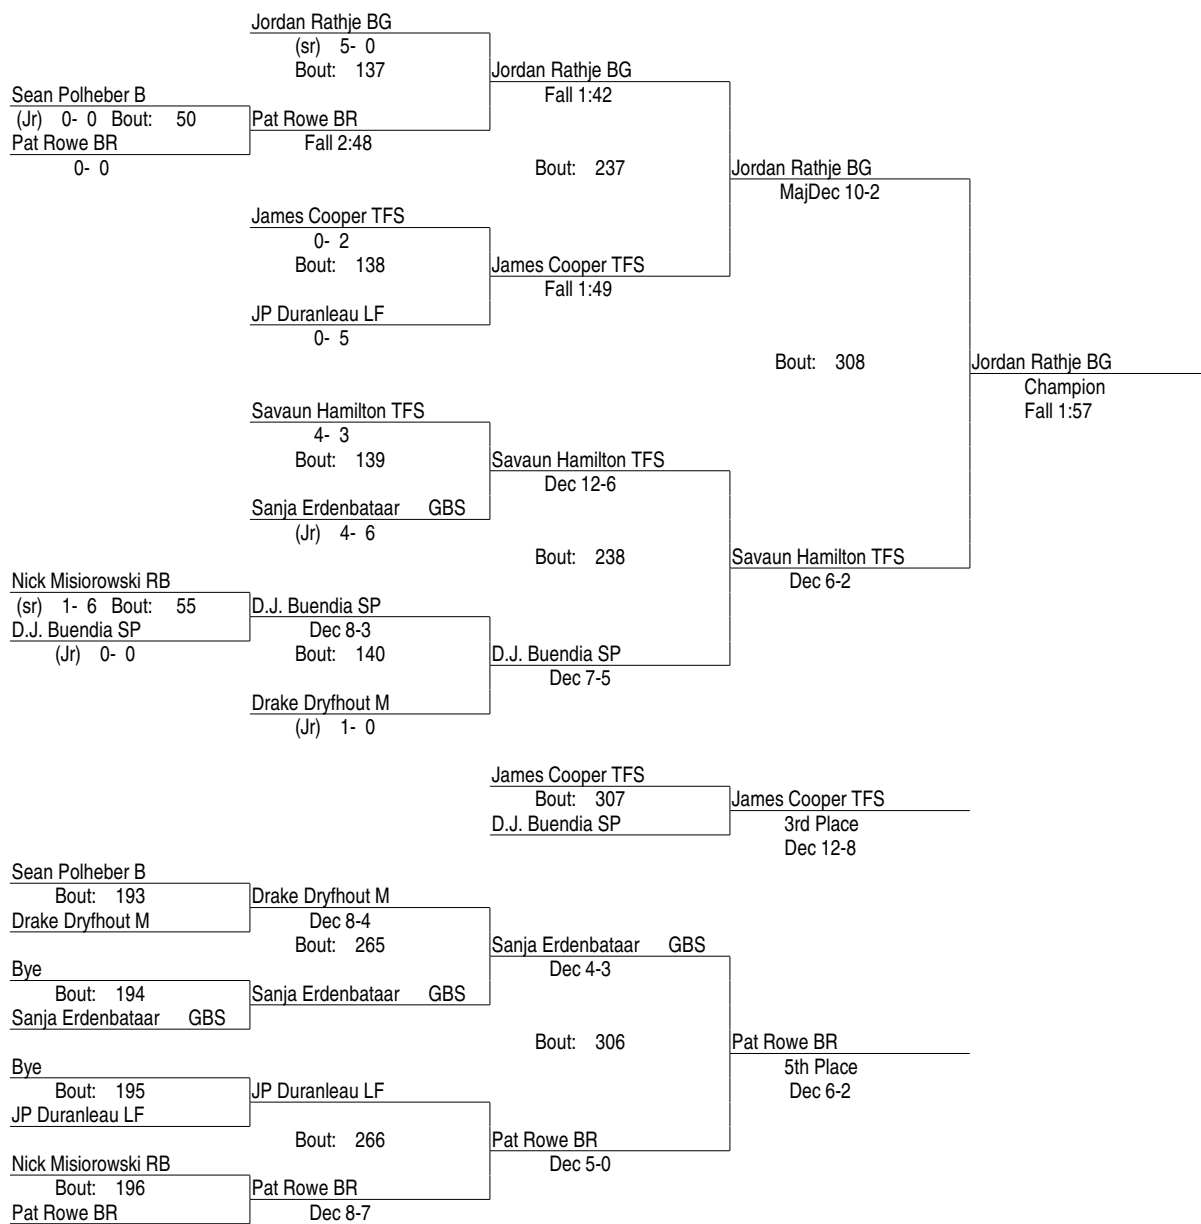 Jordan Rathje BG
(sr) 5- 0
Bout: 137
Jordan Rathje BG
Fall 1:42
Sean Polheber B
(Jr) 0- 0 Bout: 50
Pat Rowe BR
0- 0
Pat Rowe BR
Fall 2:48
Bout: 237
Jordan Rathje BG
MajDec 10-2
James Cooper TFS
0- 2
Bout: 138
James Cooper TFS
Fall 1:49
JP Duranleau LF
0- 5
Bout: 308
Jordan Rathje BG
Champion
Fall 1:57
Savaun Hamilton TFS
4- 3
Bout: 139
Savaun Hamilton TFS
Dec 12-6
Sanja Erdenbataar GBS
(Jr) 4- 6
Bout: 238
Savaun Hamilton TFS
Dec 6-2
Nick Misiorowski RB
(sr) 1- 6 Bout: 55
D.J. Buendia SP
(Jr) 0- 0
D.J. Buendia SP
Dec 8-3
Bout: 140
D.J. Buendia SP
Dec 7-5
Drake Dryfhout M
(Jr) 1- 0
James Cooper TFS
Bout: 307
D.J. Buendia SP
James Cooper TFS
3rd Place
Dec 12-8
Sean Polheber B
Bout: 193
Drake Dryfhout M
Drake Dryfhout M
Dec 8-4
Bout: 265
Sanja Erdenbataar GBS
Dec 4-3
Bye
Bout: 194
Sanja Erdenbataar GBS
Sanja Erdenbataar GBS
Bout: 306
Pat Rowe BR
5th Place
Dec 6-2
Bye
Bout: 195
JP Duranleau LF
JP Duranleau LF
Bout: 266
Pat Rowe BR
Dec 5-0
Nick Misiorowski RB
Bout: 196
Pat Rowe BR
Pat Rowe BR
Dec 8-7